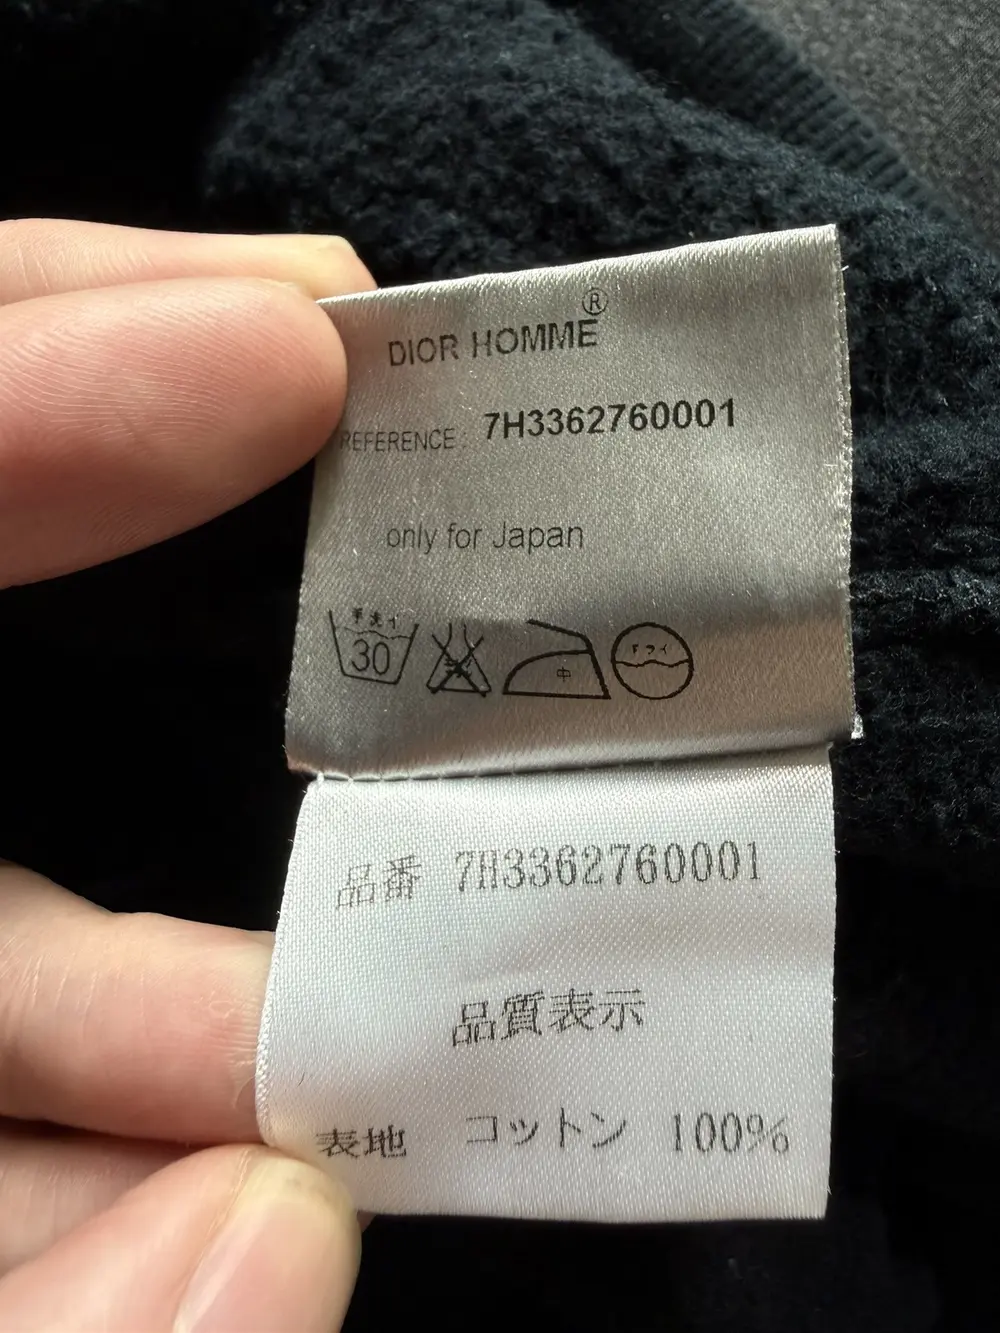 DIOR HOMME®
REFERENCE: 7H3362760001
only for Japan
手洗イ
30
中
ドライ
品番 7H3362760001
品質表示
表地 コットン 100%